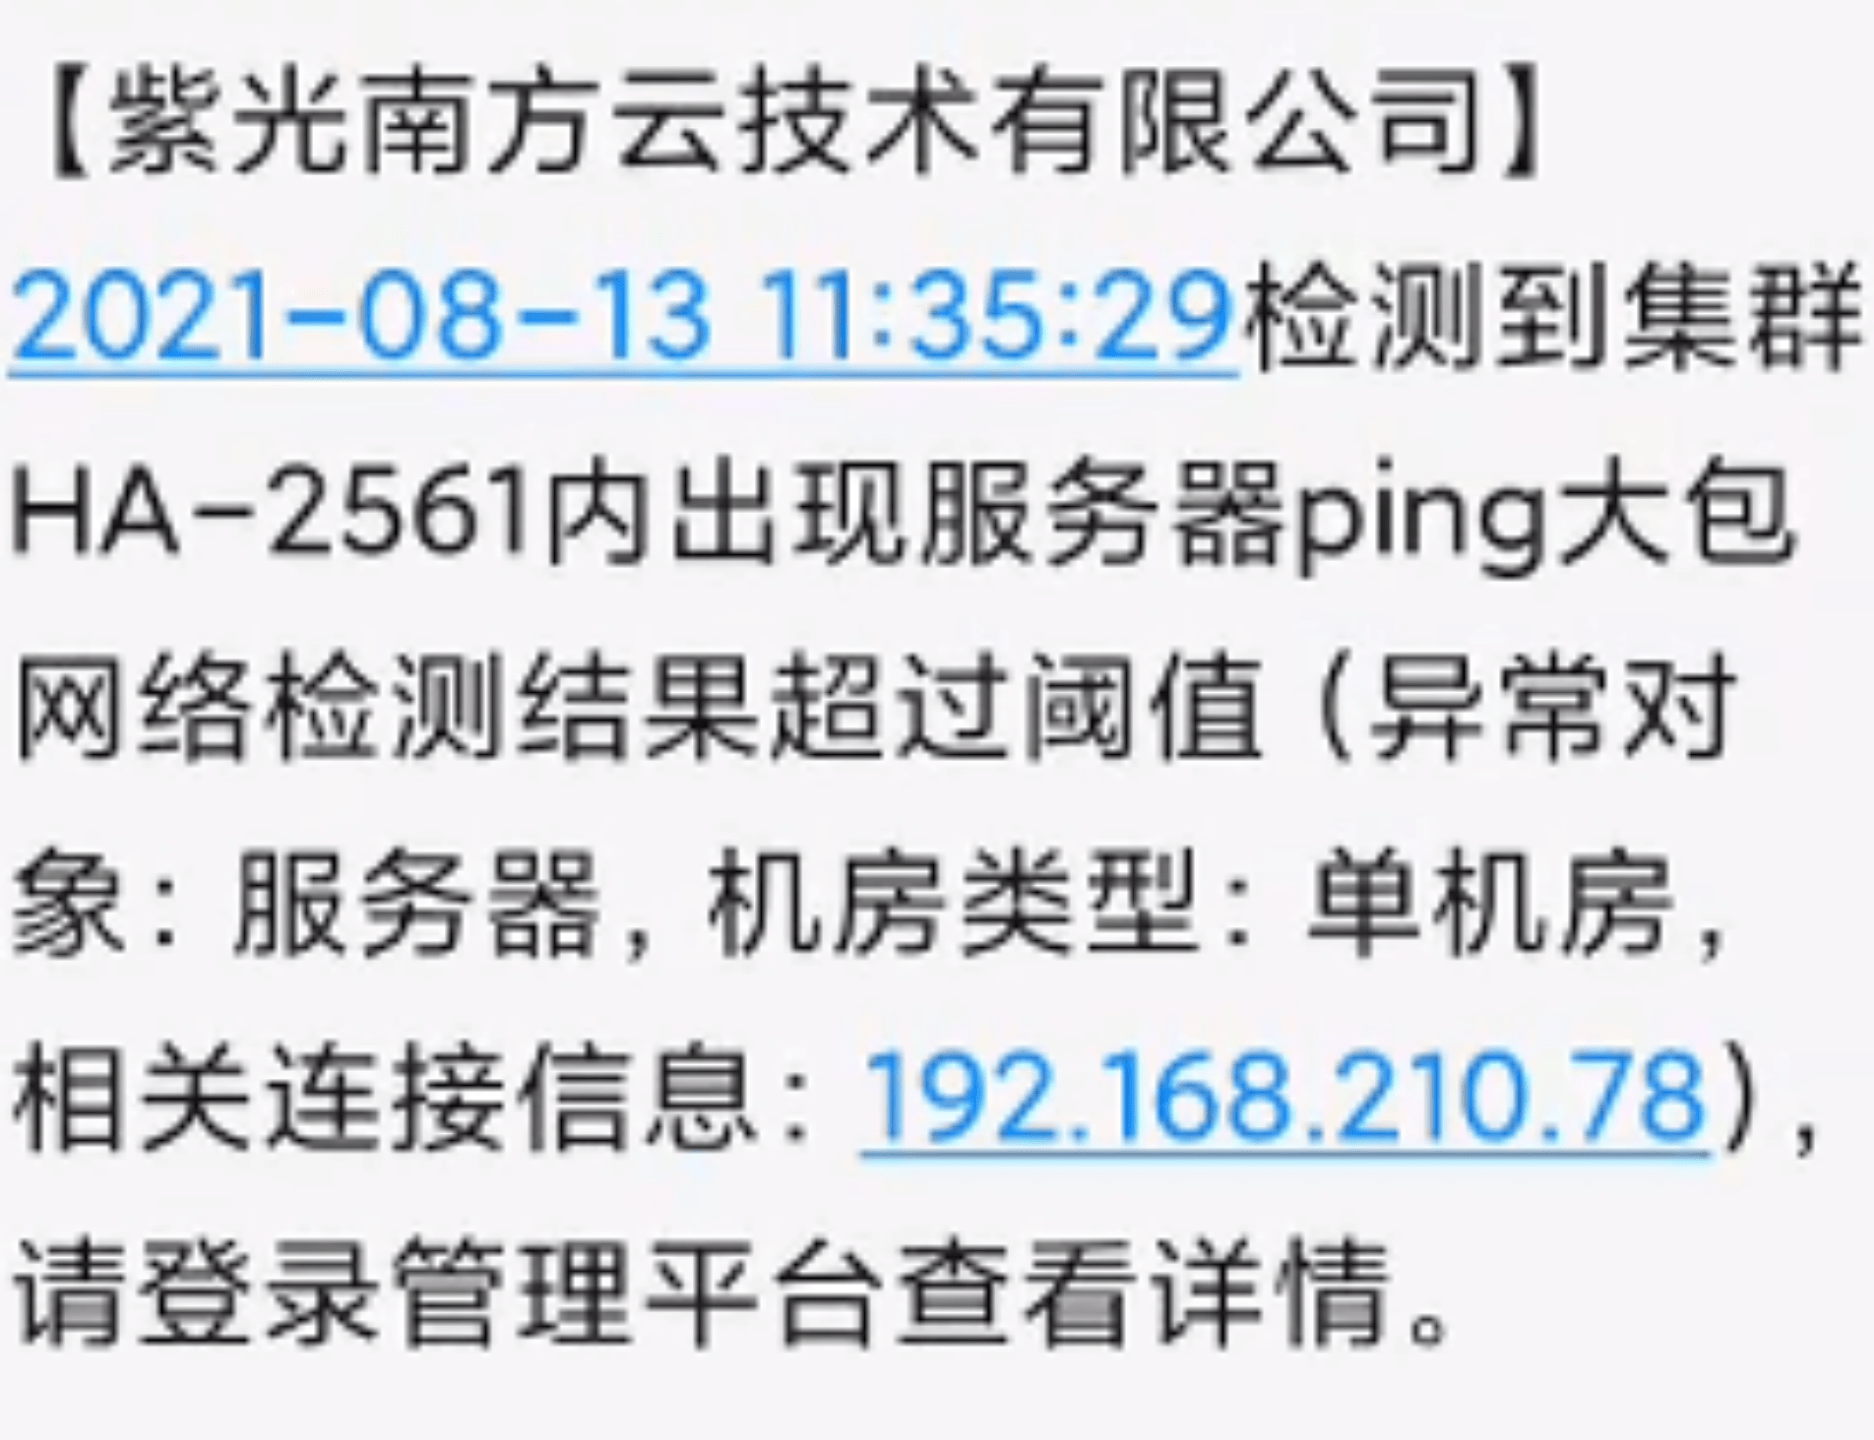 【紫光南方云技术有限公司】
2021-08-13 11:35:29检测到集群
HA-2561内出现服务器ping大包
网络检测结果超过阈值（异常对
象：服务器，机房类型：单机房，
相关连接信息：192.168.210.78），
请登录管理平台查看详情。